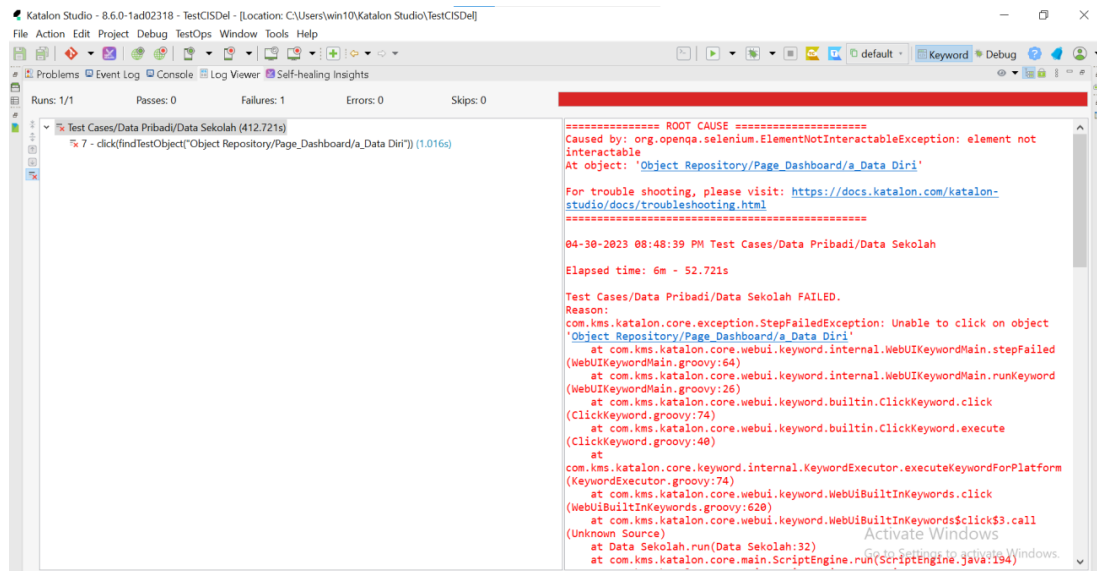 Katalon Studio - 8.6.0-1ad02318 - TestCISDel - [Location: C:\Users\win10\Katalon Studio\TestCISDel]
File Action Edit Project Debug TestOps Window Tools Help
default Keyword Debug
Problems Event Log Console Log Viewer Self-healing Insights
Runs: 1/1 Passes: 0 Failures: 1 Errors: 0 Skips: 0
Test Cases/Data Pribadi/Data Sekolah (412.721s)
7 - click(findTestObject("Object Repository/Page_Dashboard/a_Data Diri")) (1.016s)
=============== ROOT CAUSE =====================
Caused by: org.openqa.selenium.ElementNotInteractableException: element not
interactable
At object: 'Object Repository/Page_Dashboard/a_Data Diri'
For trouble shooting, please visit: https://docs.katalon.com/katalon-
studio/docs/troubleshooting.html
================================================
04-30-2023 08:48:39 PM Test Cases/Data Pribadi/Data Sekolah
Elapsed time: 6m - 52.721s
Test Cases/Data Pribadi/Data Sekolah FAILED.
Reason:
com.kms.katalon.core.exception.StepFailedException: Unable to click on object
'Object Repository/Page_Dashboard/a_Data Diri'
at com.kms.katalon.core.webui.keyword.internal.WebUIKeywordMain.stepFailed
(WebUIKeywordMain.groovy:64)
at com.kms.katalon.core.webui.keyword.internal.WebUIKeywordMain.runKeyword
(WebUIKeywordMain.groovy:26)
at com.kms.katalon.core.webui.keyword.builtin.ClickKeyword.click
(ClickKeyword.groovy:74)
at com.kms.katalon.core.webui.keyword.builtin.ClickKeyword.execute
(ClickKeyword.groovy:40)
at
com.kms.katalon.core.keyword.internal.KeywordExecutor.executeKeywordForPlatform
(KeywordExecutor.groovy:74)
at com.kms.katalon.core.webui.keyword.WebUiBuiltInKeywords.click
(WebUiBuiltInKeywords.groovy:620)
at com.kms.katalon.core.webui.keyword.WebUiBuiltInKeywords$click$3.call
(Unknown Source)
Activate Windows
at Data Sekolah.run(Data Sekolah:32)
Go to Settings to activate Windows.
at com.kms.katalon.core.main.ScriptEngine.run(ScriptEngine.java:194)